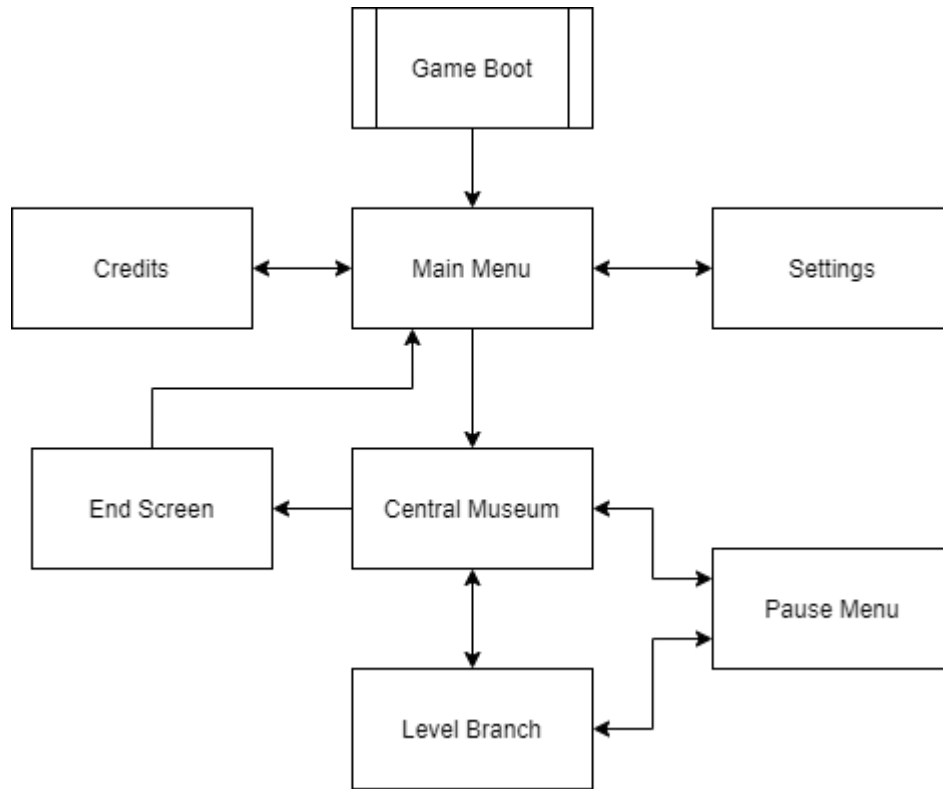 Game Boot
Credits
Main Menu
Settings
End Screen
Central Museum
Pause Menu
Level Branch